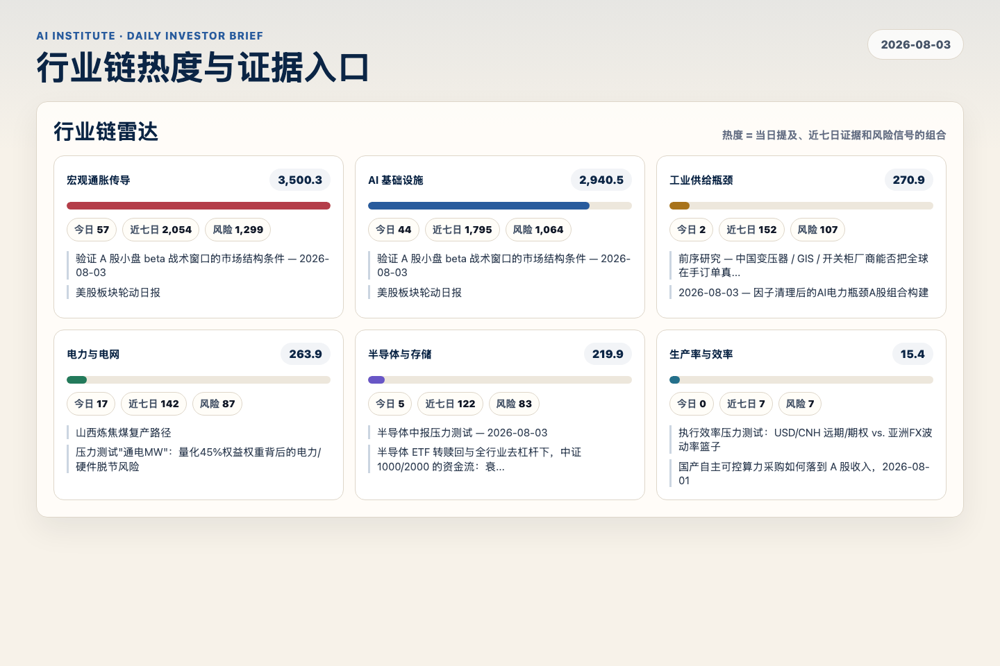 AI INSTITUTE · DAILY INVESTOR BRIEF
行业链热度与证据入口
2026-08-03
行业链雷达
热度 = 当日提及、近七日证据和风险信号的组合
宏观通胀传导
3,500.3
今日 57
近七日 2,054
风险 1,299
验证 A 股小盘 beta 战术窗口的市场结构条件 — 2026-
08-03
美股板块轮动日报
AI 基础设施
2,940.5
今日 44
近七日 1,795
风险 1,064
验证 A 股小盘 beta 战术窗口的市场结构条件 — 2026-
08-03
美股板块轮动日报
工业供给瓶颈
270.9
今日 2
近七日 152
风险 107
前序研究 — 中国变压器 / GIS / 开关柜厂商能否把全球
在手订单真...
2026-08-03 — 因子清理后的AI电力瓶颈A股组合构建
电力与电网
263.9
今日 17
近七日 142
风险 87
山西炼焦煤复产路径
压力测试"通电MW"：量化45%权益权重背后的电力/
硬件脱节风险
半导体与存储
219.9
今日 5
近七日 122
风险 83
半导体中报压力测试 — 2026-08-03
半导体 ETF 转赎回与全行业去杠杆下，中证
1000/2000 的资金流：衰...
生产率与效率
15.4
今日 0
近七日 7
风险 7
执行效率压力测试：USD/CNH 远期/期权 vs. 亚洲FX波
动率篮子
国产自主可控算力采购如何落到 A 股收入，2026-08-
01